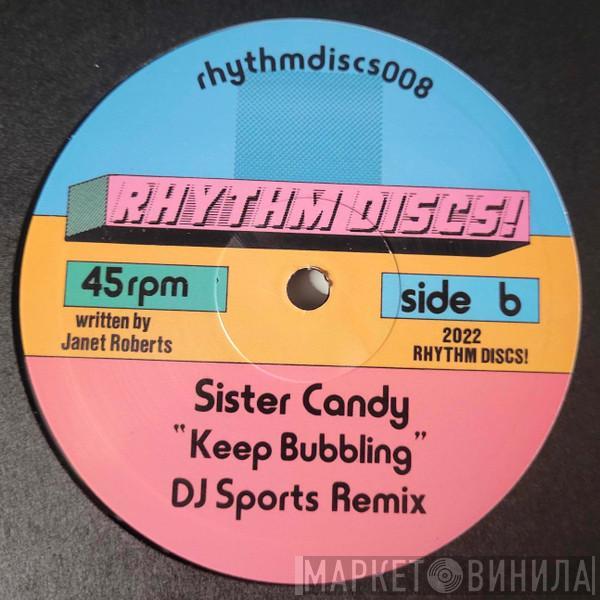 rhythmdiscs008
RHYTHM DISCS!
45rpm
side b
written by
Janet Roberts
2022
RHYTHM DISCS!
Sister Candy
"Keep Bubbling"
DJ Sports Remix
МАРКЕТ ВИНИЛА